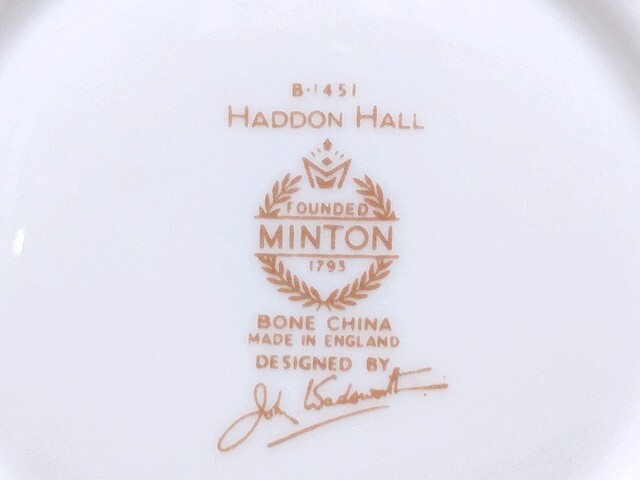 B·1451
HADDON HALL
FOUNDED
MINTON
1793
BONE CHINA
MADE IN ENGLAND
DESIGNED BY
John Wadsworth